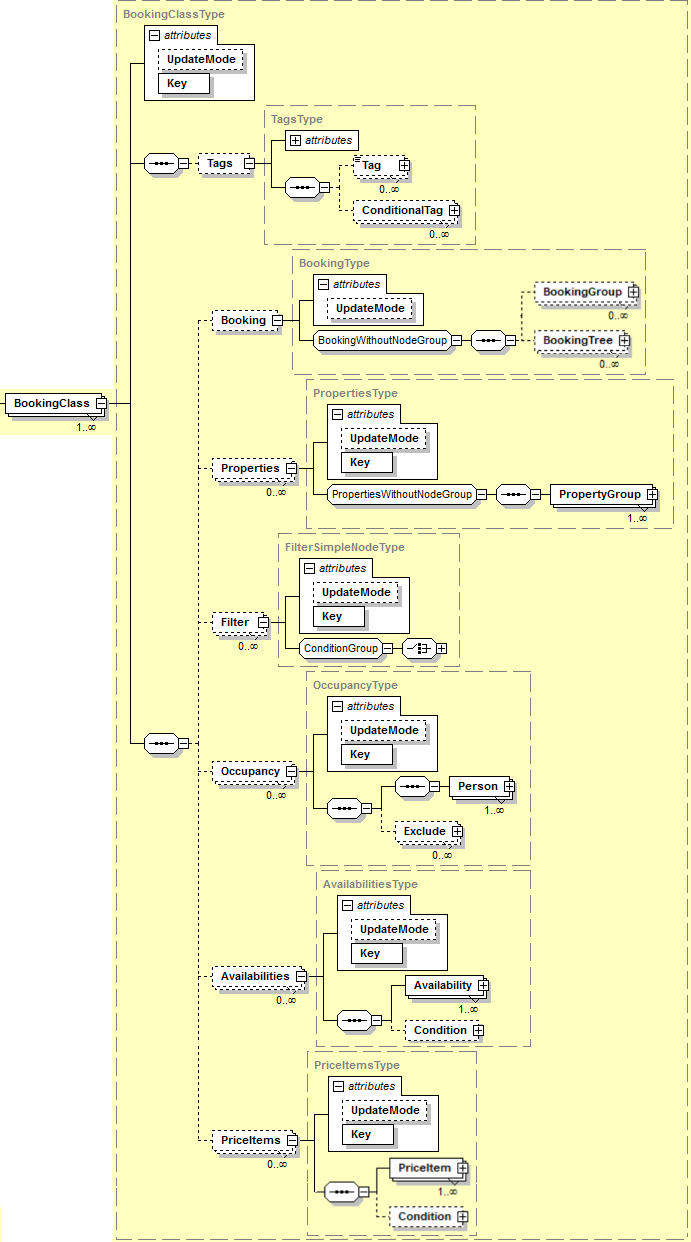 BookingClassType
attributes
UpdateMode
Key
Tags
TagsType
attributes
Tag
0..∞
ConditionalTag
0..∞
BookingClass
1..∞
Booking
BookingType
attributes
UpdateMode
BookingWithoutNodeGroup
BookingGroup
0..∞
BookingTree
0..∞
Properties
0..∞
PropertiesType
attributes
UpdateMode
Key
PropertiesWithoutNodeGroup
PropertyGroup
1..∞
Filter
0..∞
FilterSimpleNodeType
attributes
UpdateMode
Key
ConditionGroup
Occupancy
0..∞
OccupancyType
attributes
UpdateMode
Key
Person
1..∞
Exclude
0..∞
Availabilities
0..∞
AvailabilitiesType
attributes
UpdateMode
Key
Availability
1..∞
Condition
PriceItems
0..∞
PriceItemsType
attributes
UpdateMode
Key
PriceItem
1..∞
Condition